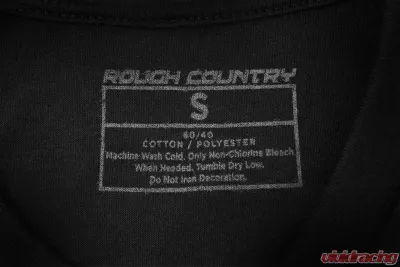 ROUGH COUNTRY
S
60/40
COTTON / POLYESTER
Machine Wash Cold, Only Non-Chlorine Bleach
When Needed. Tumble Dry Low.
Do Not Iron Decoration.
vividracing